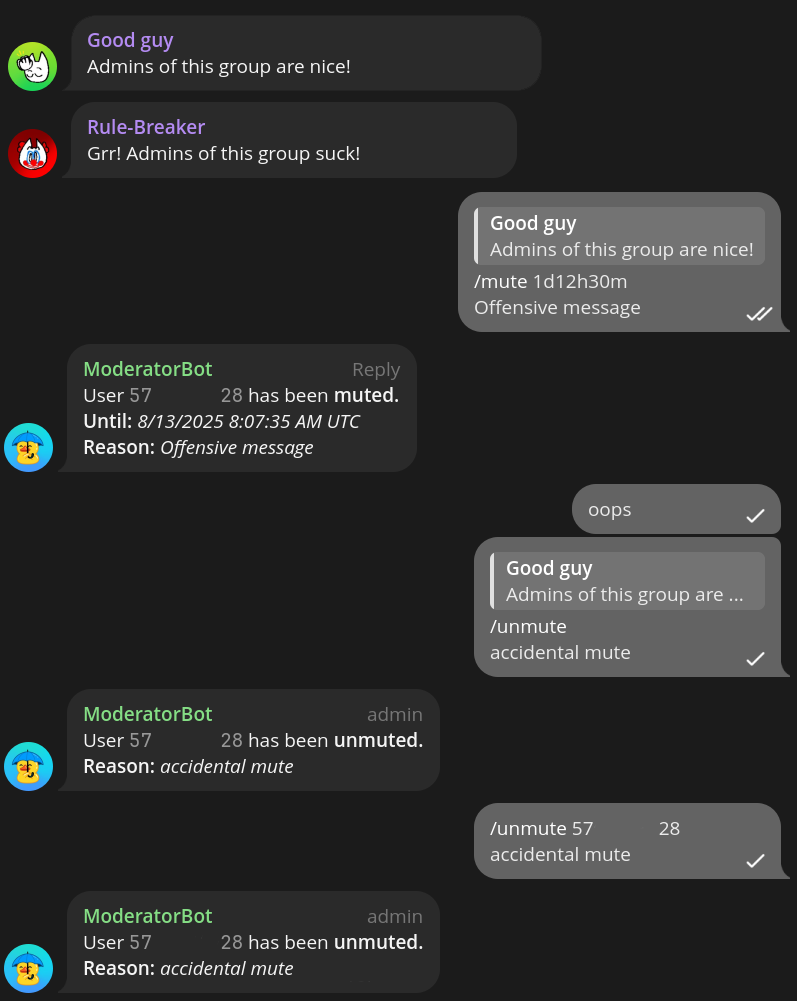 Good guy
Admins of this group are nice!
Rule-Breaker
Grr! Admins of this group suck!
Good guy
Admins of this group are nice!
/mute 1d12h30m
Offensive message
ModeratorBot Reply
User 57 28 has been muted.
Until: 8/13/2025 8:07:35 AM UTC
Reason: Offensive message
oops
Good guy
Admins of this group are ...
/unmute
accidental mute
ModeratorBot admin
User 57 28 has been unmuted.
Reason: accidental mute
/unmute 57 28
accidental mute
ModeratorBot admin
User 57 28 has been unmuted.
Reason: accidental mute